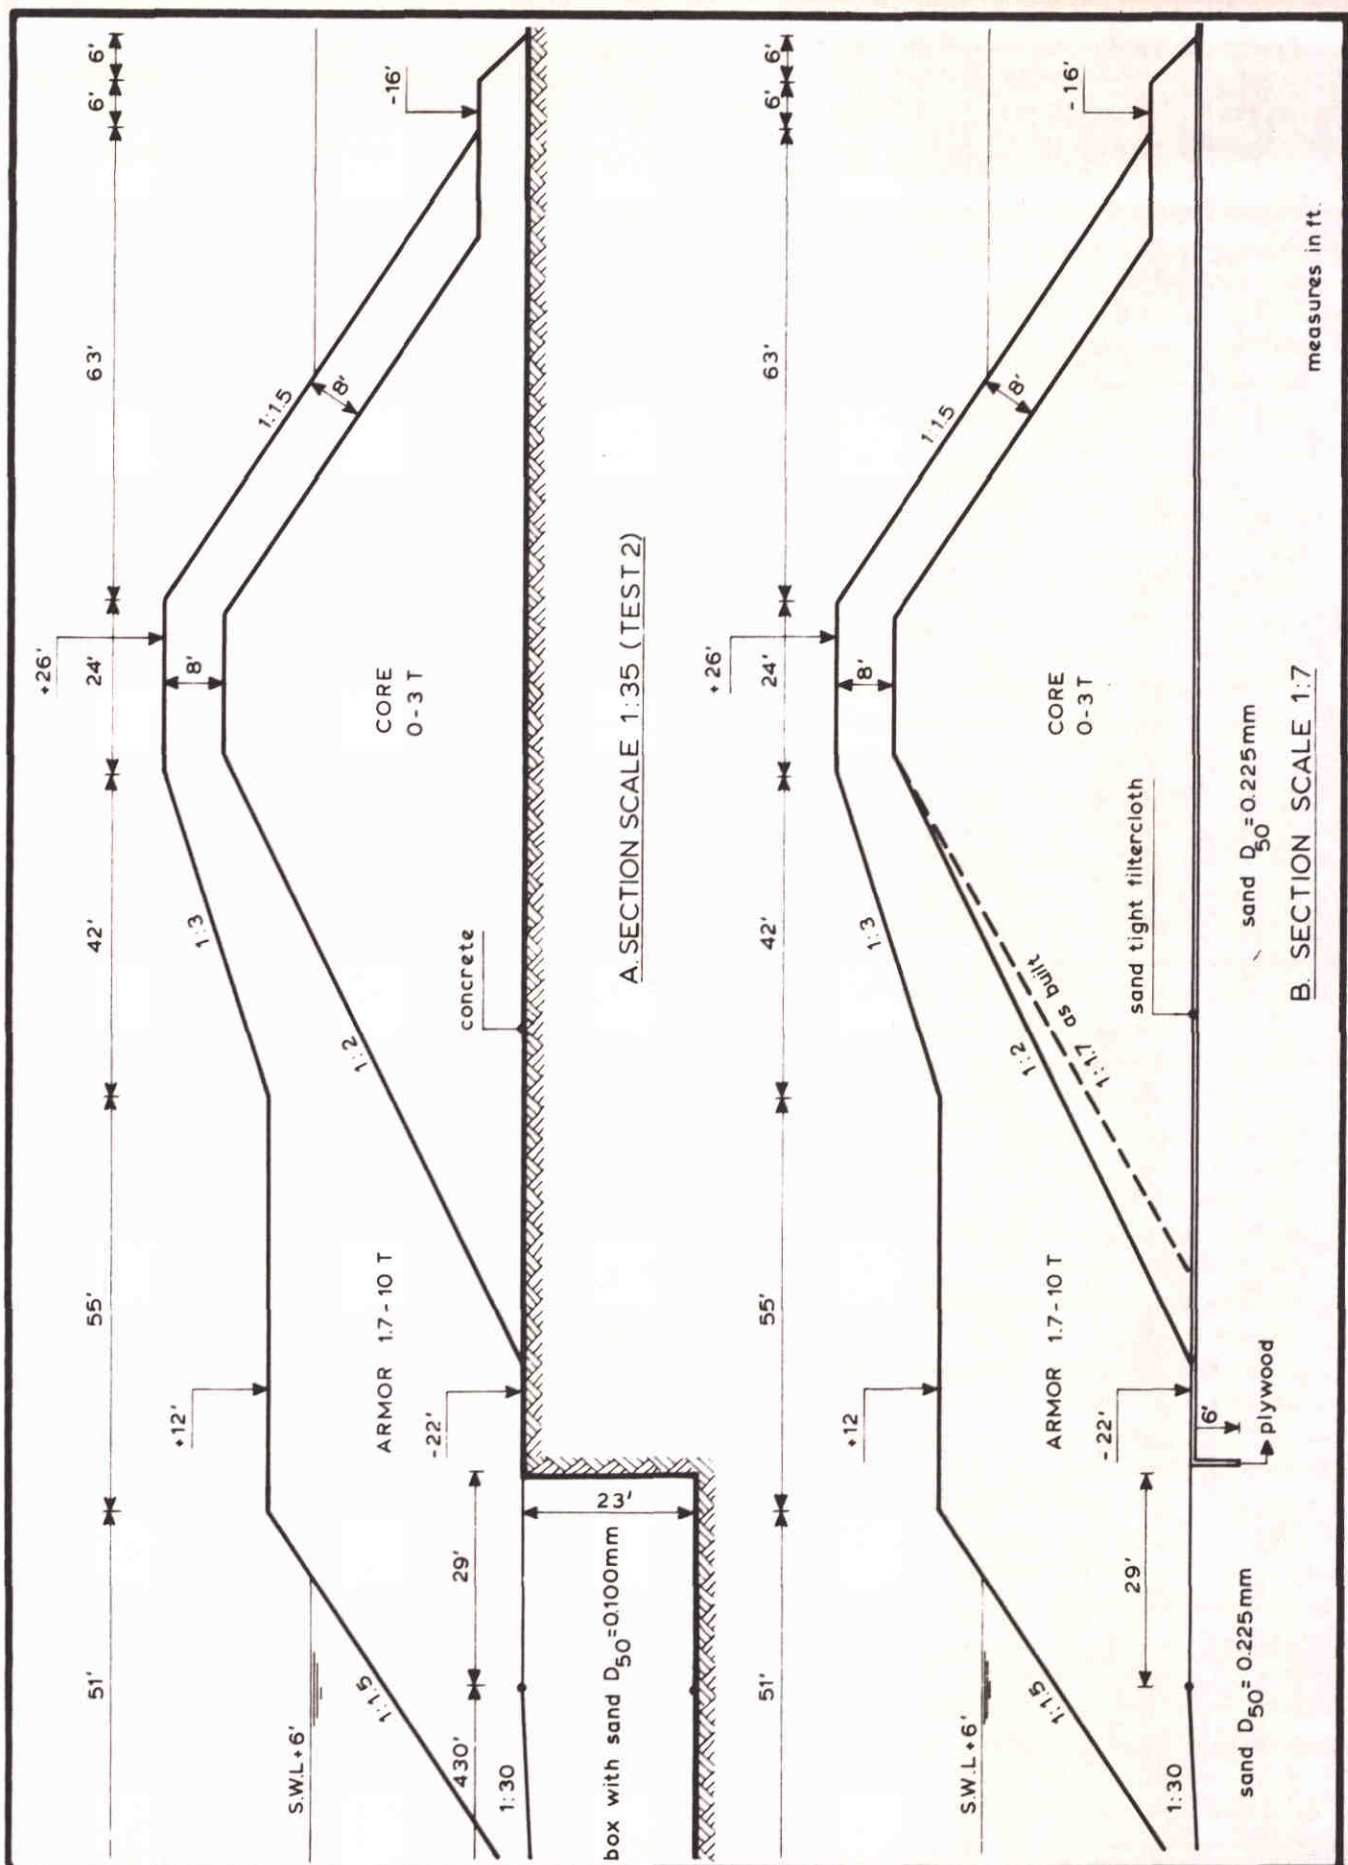 51'
55'
42'
24'
63'
6'
6'
+12'
+26'
-16'
S.W.L+6'
1:1.5
1:3
8'
1:1.5
8'
ARMOR 1.7-10 T
CORE
0-3 T
1:2
-22'
concrete
430'
29'
1:30
23'
box with sand D50=0.100mm
A. SECTION SCALE 1:35 (TEST 2)
51'
55'
42'
24'
63'
6'
6'
+12
+26'
-16'
S.W.L+6'
1:1.5
1:3
8'
1:1.5
8'
ARMOR 1.7-10 T
CORE
0-3 T
1:2
1:1.7 as built
-22'
sand tight filtercloth
29'
6'
1:30
plywood
sand D50=0.225mm
sand D50=0.225mm
B. SECTION SCALE 1:7
measures in ft.